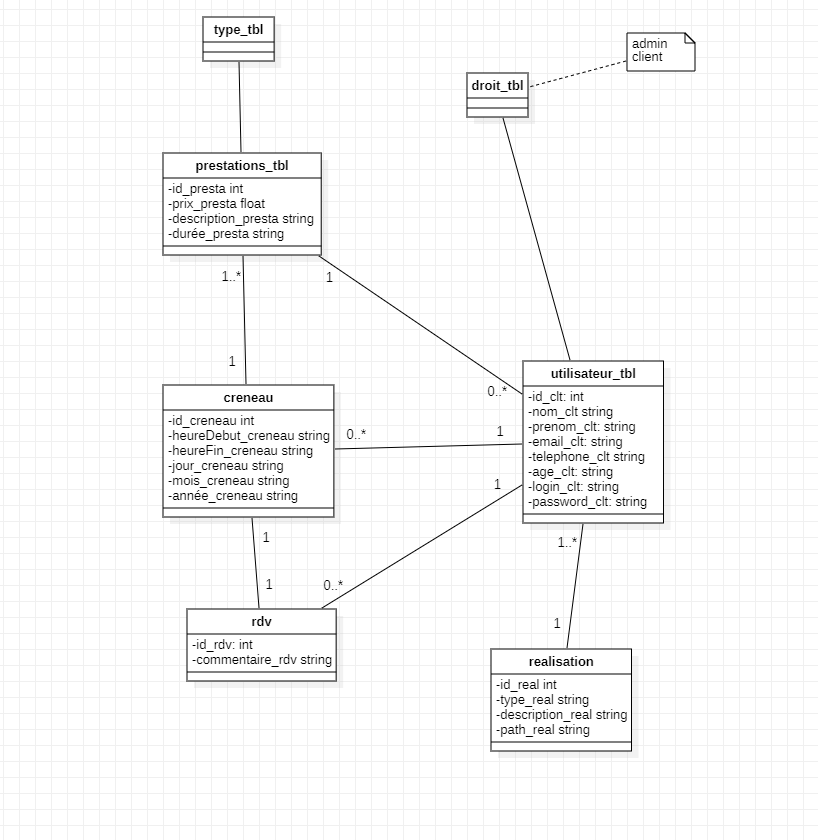 type_tbl
admin
client
droit_tbl
prestations_tbl
-id_presta int
-prix_presta float
-description_presta string
-durée_presta string
1..*
1
1
0..*
utilisateur_tbl
-id_clt: int
-nom_clt string
-prenom_clt: string
-email_clt: string
-telephone_clt string
-age_clt: string
-login_clt: string
-password_clt: string
creneau
-id_creneau int
-heureDebut_creneau string
-heureFin_creneau string
-jour_creneau string
-mois_creneau string
-année_creneau string
0..*
1
1
1
1
0..*
1..*
1
rdv
-id_rdv: int
-commentaire_rdv string
realisation
-id_real int
-type_real string
-description_real string
-path_real string